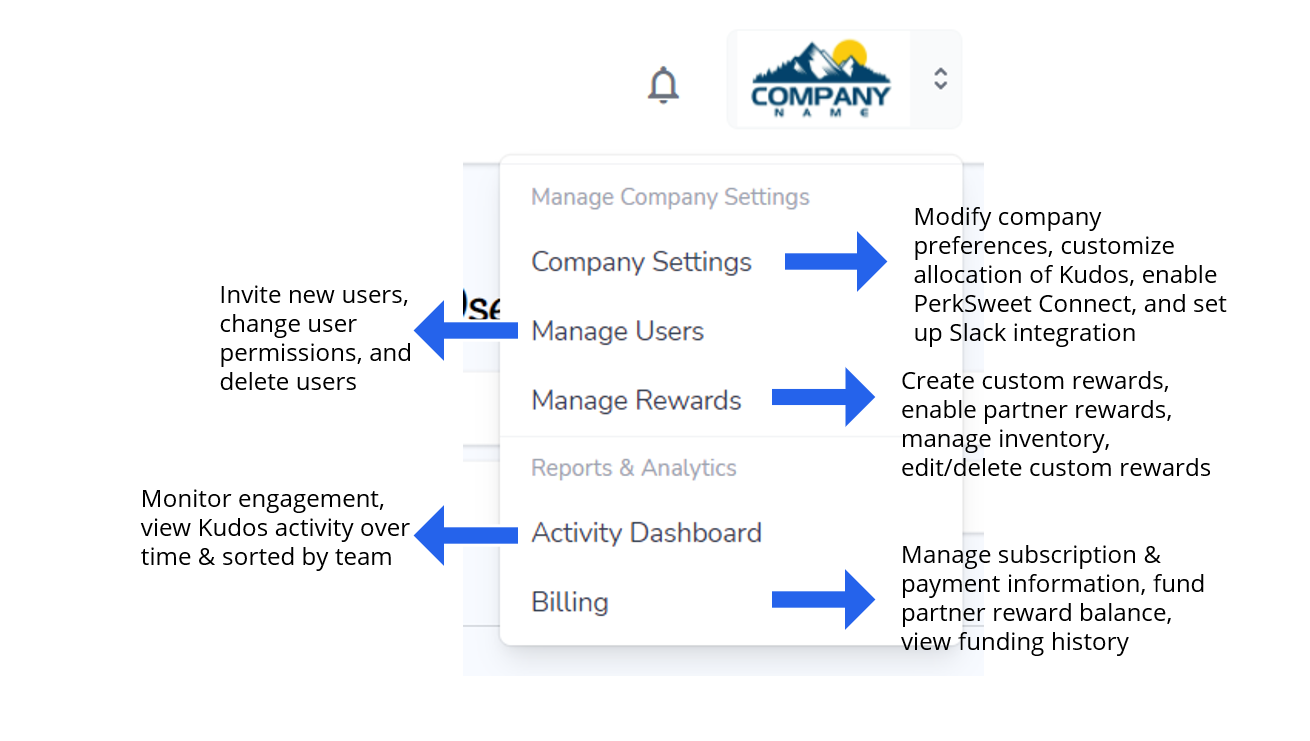 COMPANY
NAME
Manage Company Settings
Company Settings
Modify company
preferences, customize
allocation of Kudos, enable
PerkSweet Connect, and set
up Slack integration
Invite new users,
change user
permissions, and
delete users
Manage Users
Manage Rewards
Create custom rewards,
enable partner rewards,
manage inventory,
edit/delete custom rewards
Reports & Analytics
Monitor engagement,
view Kudos activity over
time & sorted by team
Activity Dashboard
Billing
Manage subscription &
payment information, fund
partner reward balance,
view funding history